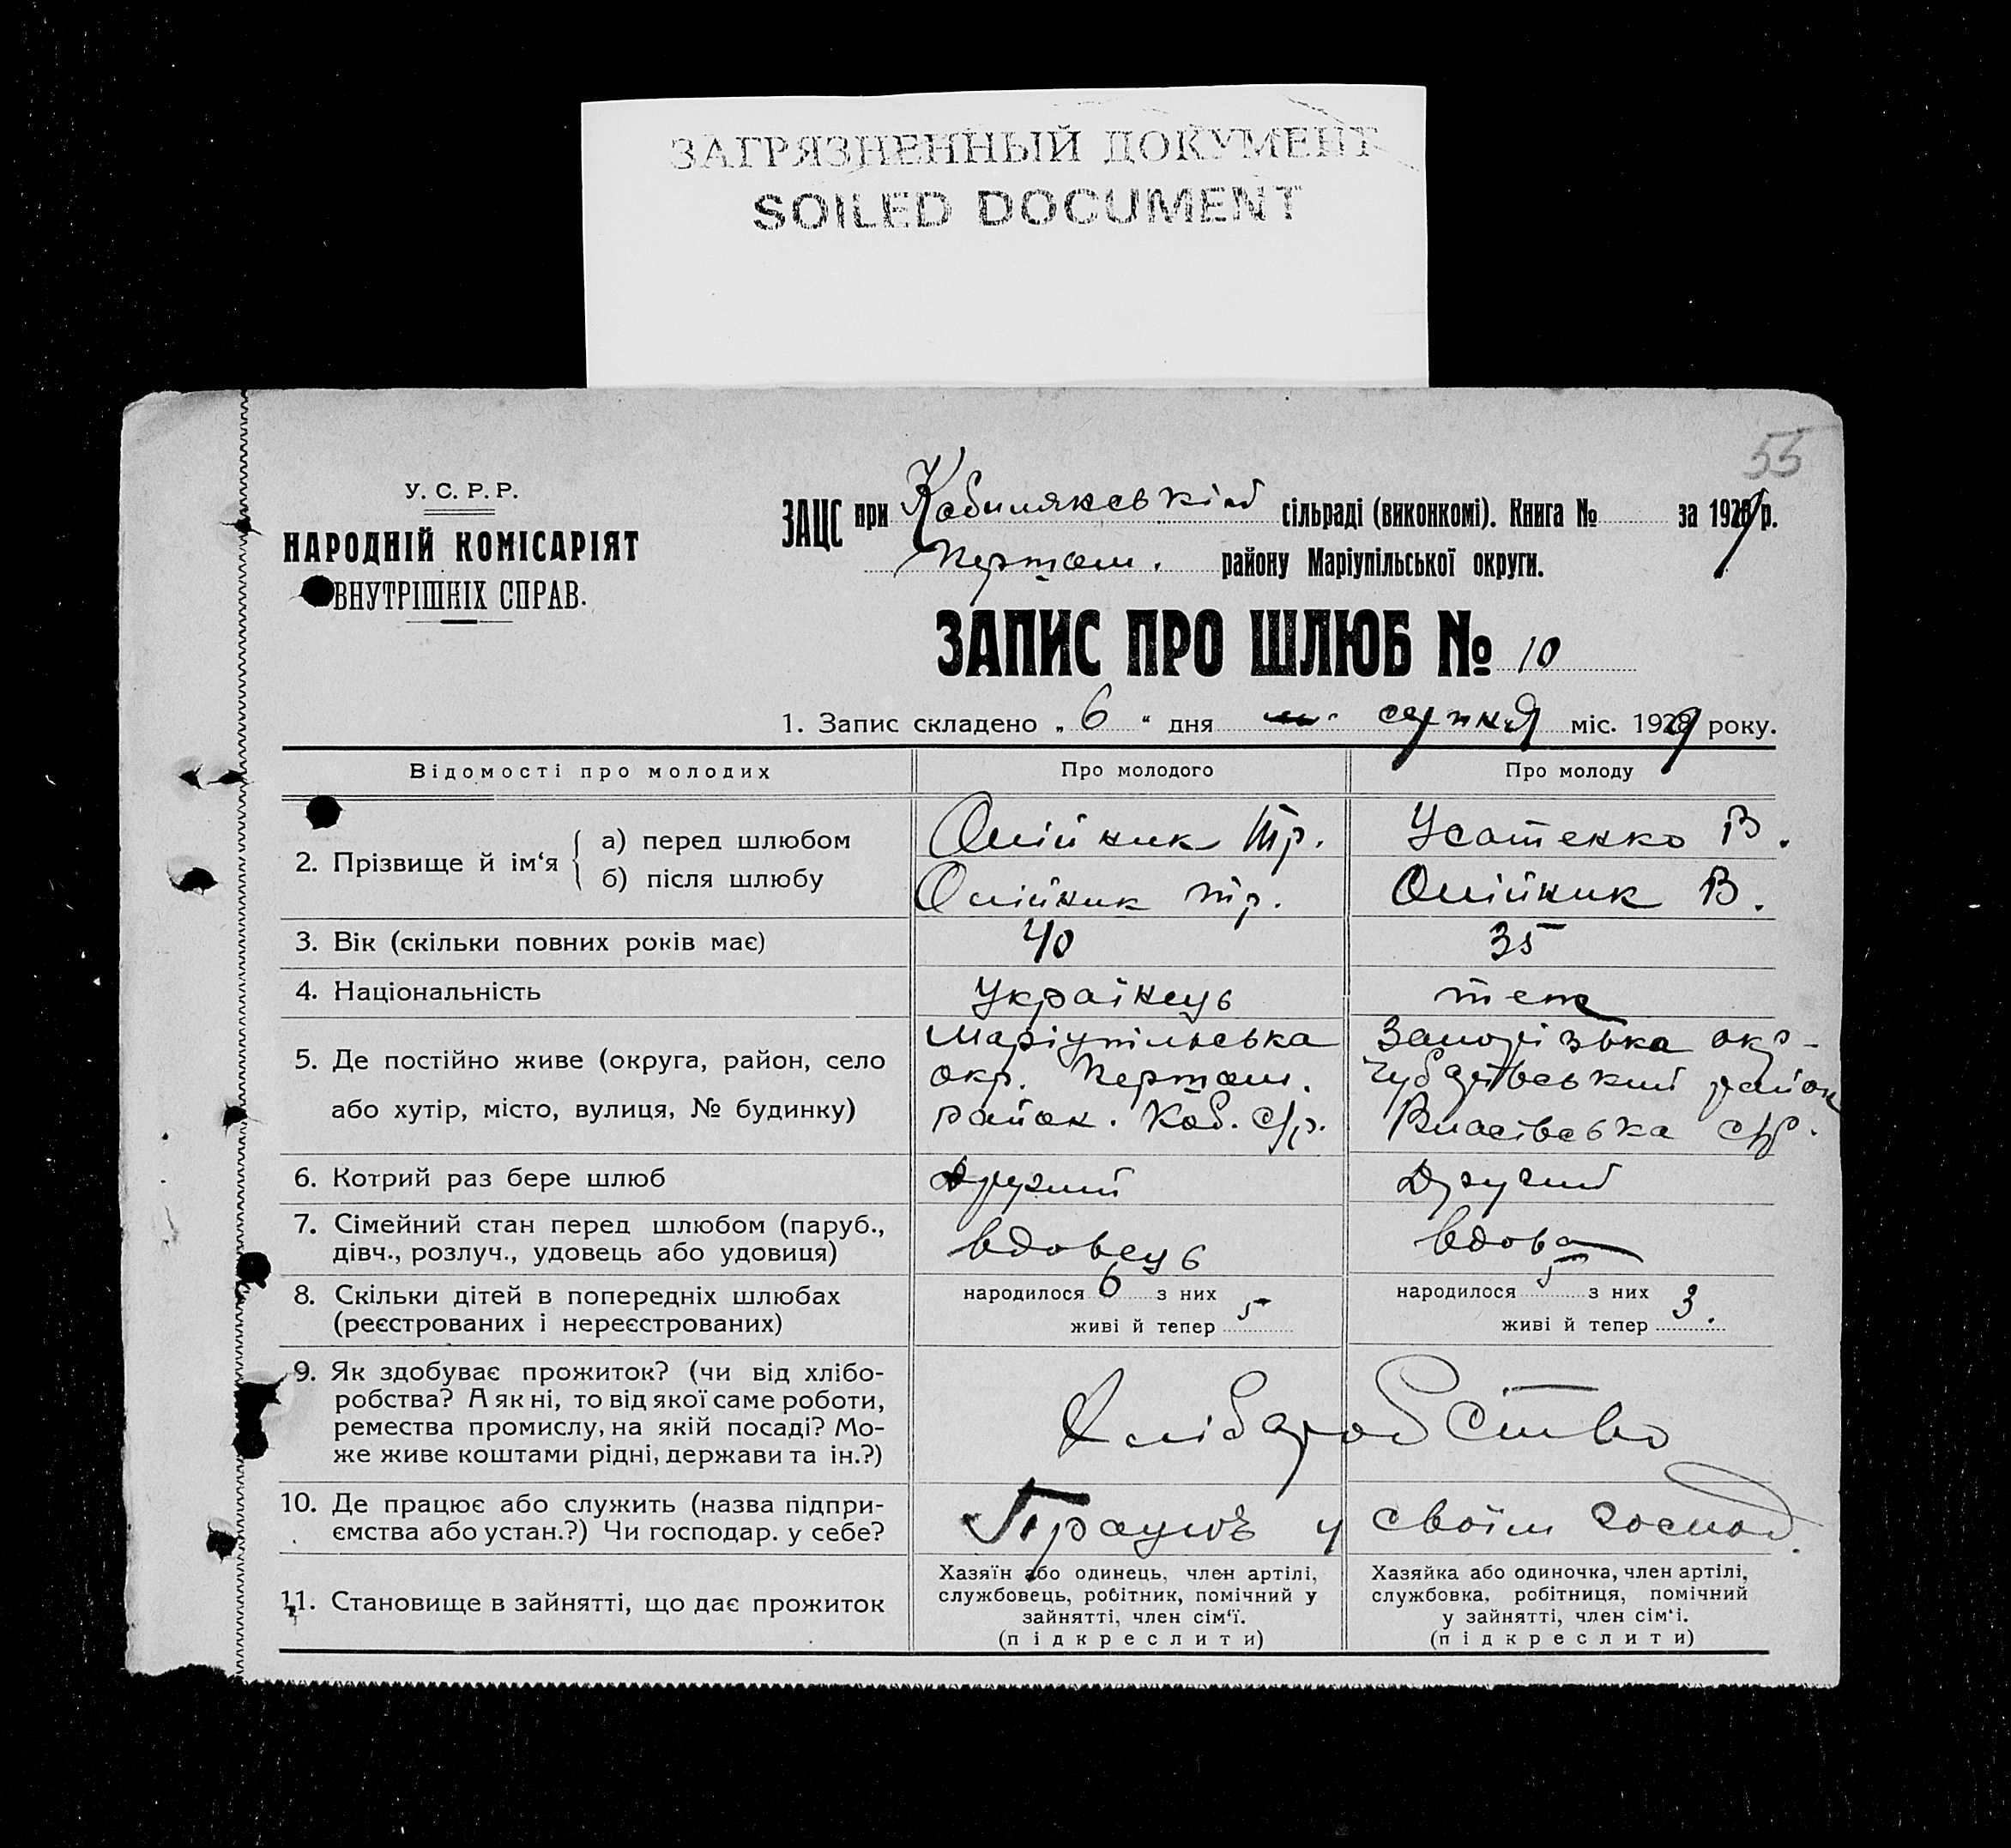 ЗАГРЯЗНЕННЫЙ ДОКУМЕНТ
SOILED DOCUMENT
55
У. С. Р. Р.
НАРОДНІЙ КОМІСАРІЯТ
ВНУТРІШНІХ СПРАВ.
ЗАЦС при Кобиляквській сільраді (виконкомі). Книга № за 1929 р.
району Маріупільської округи.
ЗАПИС ПРО ШЛЮБ № 10
1. Запис складено „ 6 “ дня серпня міс. 1929 року.
Відомості про молодих Про молодого Про молоду
2. Прізвище й ім‘я
а) перед шлюбом Олійник Тр. Усатенко В.
б) після шлюбу Олійник тр. Олійник В.
3. Вік (скільки повних років має) 40 35
4. Національність Українець теж
5. Де постійно живе (округа, район, село
або хутір, місто, вулиця, № будинку)
Маріупільська
окр.
район. Коб. с/р.
Запорізька окр-
район
Власівська с/р.
6. Котрий раз бере шлюб другий Другий
7. Сімейний стан перед шлюбом (паруб.,
дівч., розлуч., удовець або удовиця)
вдовець вдова
8. Скільки дітей в попередніх шлюбах
(реєстрованих і нереєстрованих)
народилося 6 з них
живі й тепер 5
народилося 5 з них
живі й тепер 3.
9. Як здобуває прожиток? (чи від хлібо-
робства? А як ні, то від якої саме роботи,
ремества промислу, на якій посаді? Мо-
же живе коштами рідні, держави та ін.?)
Хліборобство
10. Де працює або служить (назва підпри-
ємства або устан.?) Чи господар. у себе?
у своїм господ.
11. Становище в зайнятті, що дає прожиток
Хазяїн або одинець, член артілі,
службовець, робітник, помічний у
зайнятті, член сім‘ї.
(підкреслити)
Хазяйка або одиночка, член артілі,
службовка, робітниця, помічний
у зайнятті, член сім‘і.
(підкреслити)